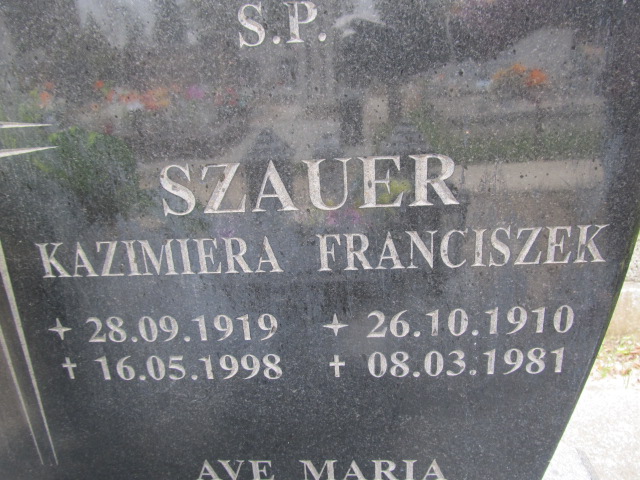 S.P.
SZAUER
KAZIMIERA FRANCISZEK
28.09.1919 26.10.1910
✝ 16.05.1998 ✝ 08.03.1981
AVE MARIA